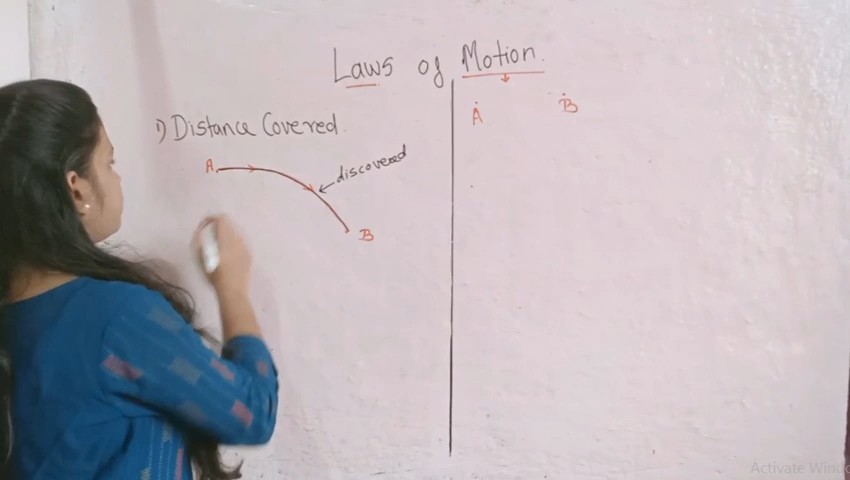 Laws of Motion.
1) Distance Covered.
A
discovered
B
A B
Activate Wind